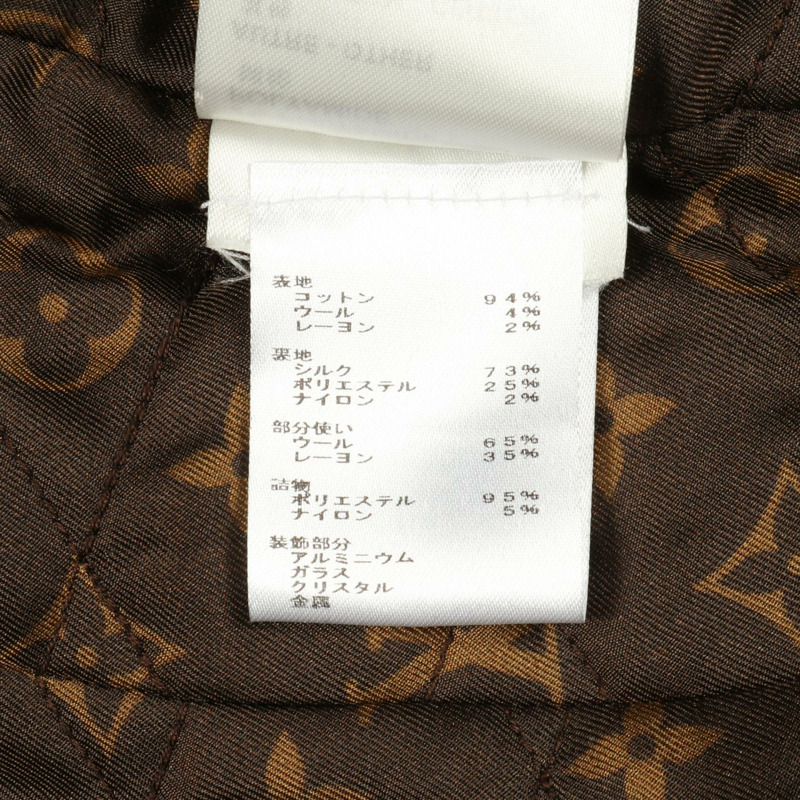 AUTRE - OTHER
表地
コットン 94%
ウール 4%
レーヨン 2%
裏地
シルク 73%
ポリエステル 25%
ナイロン 2%
部分使い
ウール 65%
レーヨン 35%
詰物
ポリエステル 95%
ナイロン 5%
装飾部分
アルミニウム
ガラス
クリスタル
金属